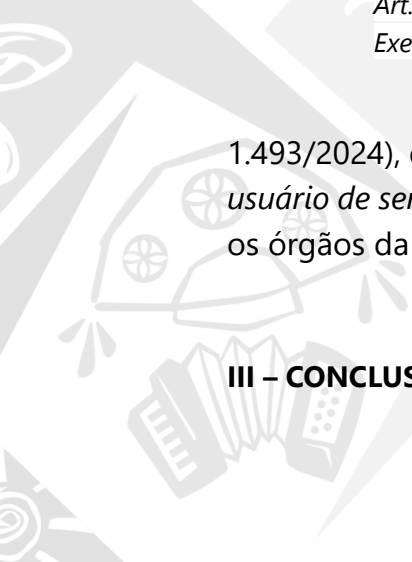 Art.
Exe
1.493/2024),
usuário de ser
os órgãos da
III – CONCLUS